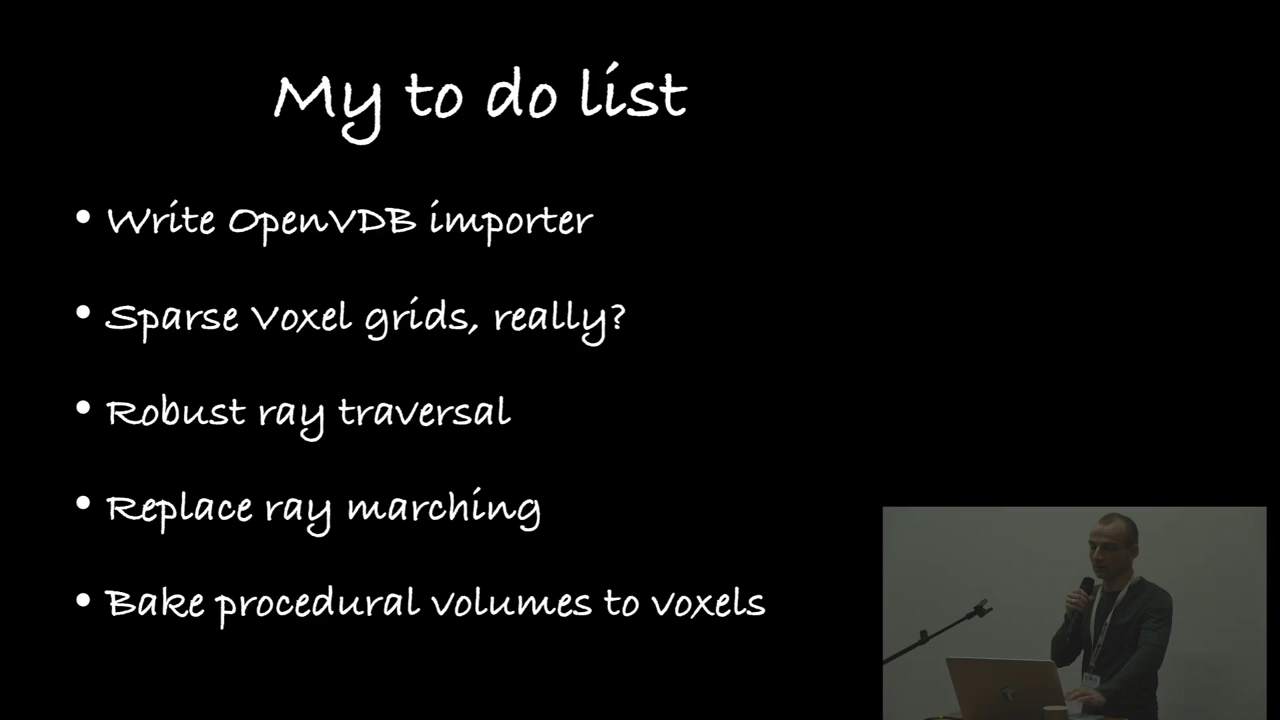 My to do list
• Write OpenVDB importer
• Sparse Voxel grids, really?
• Robust ray traversal
• Replace ray marching
• Bake procedural volumes to voxels